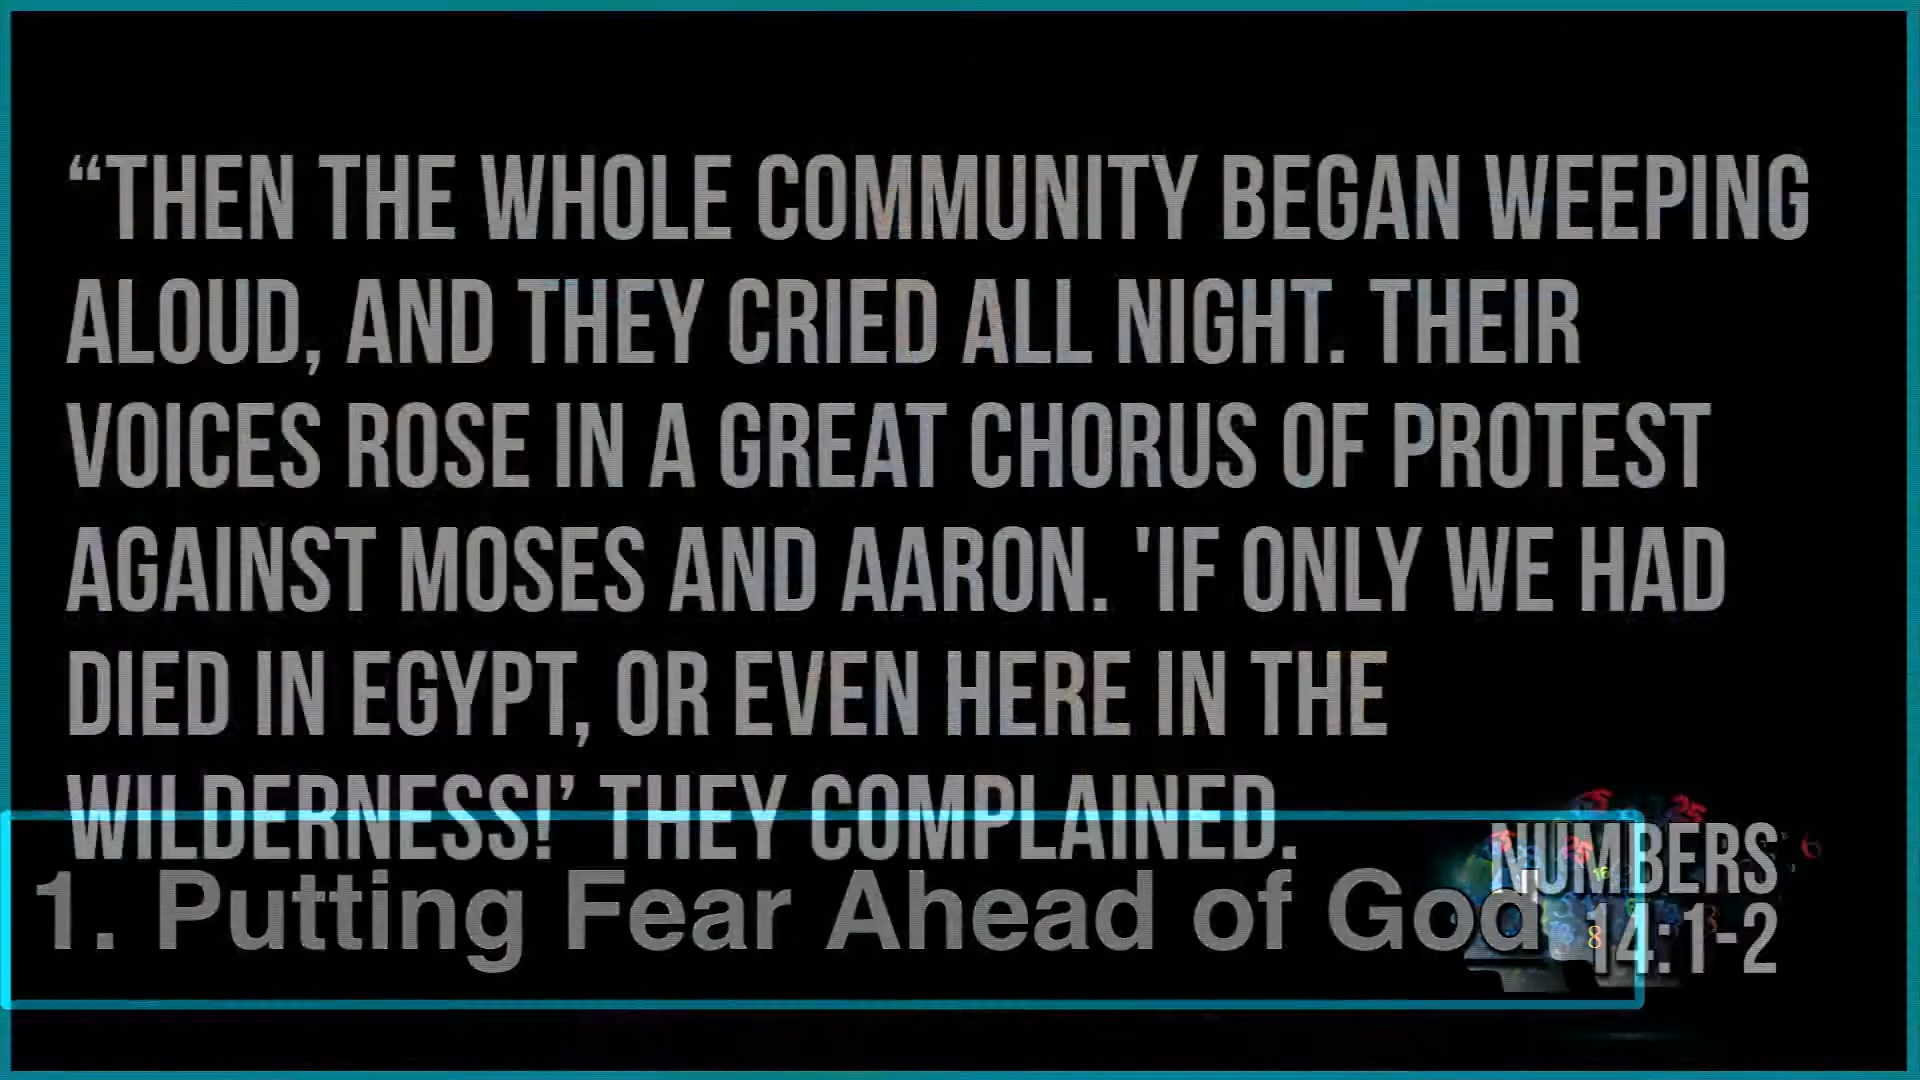 “THEN THE WHOLE COMMUNITY BEGAN WEEPING
ALOUD, AND THEY CRIED ALL NIGHT. THEIR
VOICES ROSE IN A GREAT CHORUS OF PROTEST
AGAINST MOSES AND AARON. 'IF ONLY WE HAD
DIED IN EGYPT, OR EVEN HERE IN THE
WILDERNESS!’ THEY COMPLAINED.
NUMBERS
14:1-2
1. Putting Fear Ahead of God